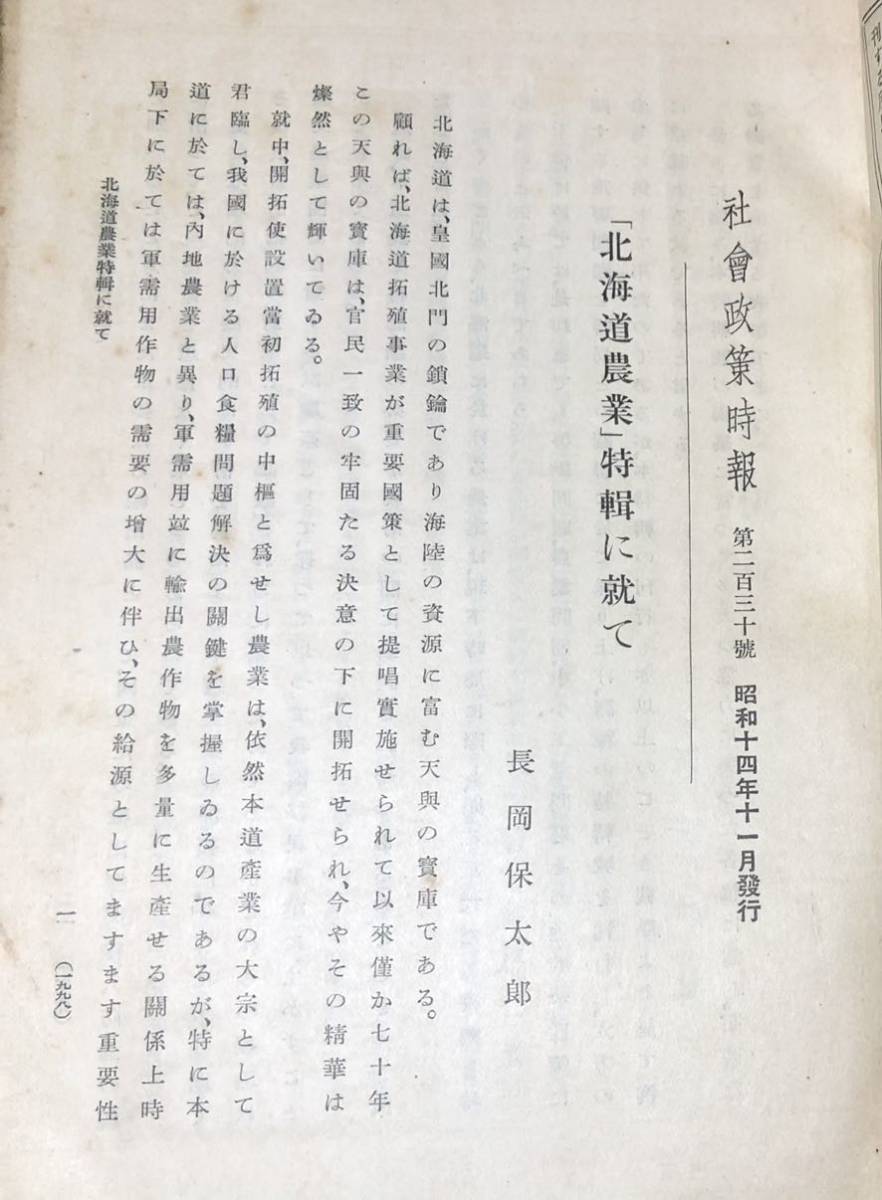 社會政策時報　第二百三十號　昭和十四年十一月發行
「北海道農業」特輯に就て
長岡保太郎
北海道は、皇國北門の鎖鑰であり海陸の資源に富む天與の寶庫である。
顧れば、北海道拓殖事業が重要國策として提唱實施せられて以來僅か七十年
この天與の寶庫は、官民一致の牢固たる決意の下に開拓せられ、今やその精華は
燦然として輝いてゐる。
就中、開拓使設置當初拓殖の中樞と爲せし農業は、依然本道產業の大宗として
君臨し、我國に於ける人口食糧問題解決の關鍵を掌握しゐるのであるが、特に本
道に於ては、內地農業と異り、軍需用竝に輸出農作物を多量に生產せる關係上時
局下に於ては軍需用作物の需要の增大に伴ひ、その給源としてますます重要性
北海道農業特輯に就て
一
（一九九八）